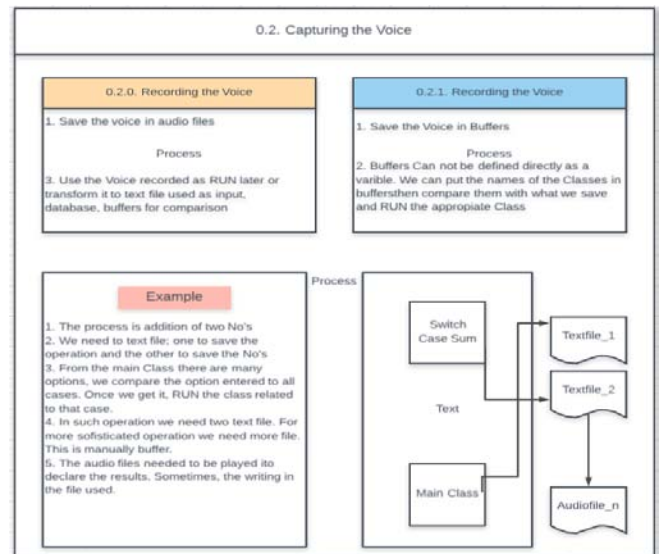 0.2. Capturing the Voice
0.2.0. Recording the Voice
1. Save the voice in audio files
Process
3. Use the Voice recorded as RUN later or
transform it to text file used as input,
database, buffers for comparison
0.2.1. Recording the Voice
1. Save the Voice in Buffers
Process
2. Buffers Can not be defined directly as a
varible. We can put the names of the Classes in
buffersthen compare them with what we save
and RUN the appropiate Class
Example
1. The process is addition of two No's
2. We need to text file; one to save the
operation and the other to save the No's
3. From the main Class there are many
options, we compare the option entered to all
cases. Once we get it, RUN the class related
to that case.
4. In such operation we need two text file. For
more sofisticated operation we need more file.
This is manually buffer.
5. The audio files needed to be played ito
declare the results. Sometimes, the writing in
the file used.
Process
Switch
Case Sum
Text
Main Class
Textfile_1
Textfile_2
Audiofile_n